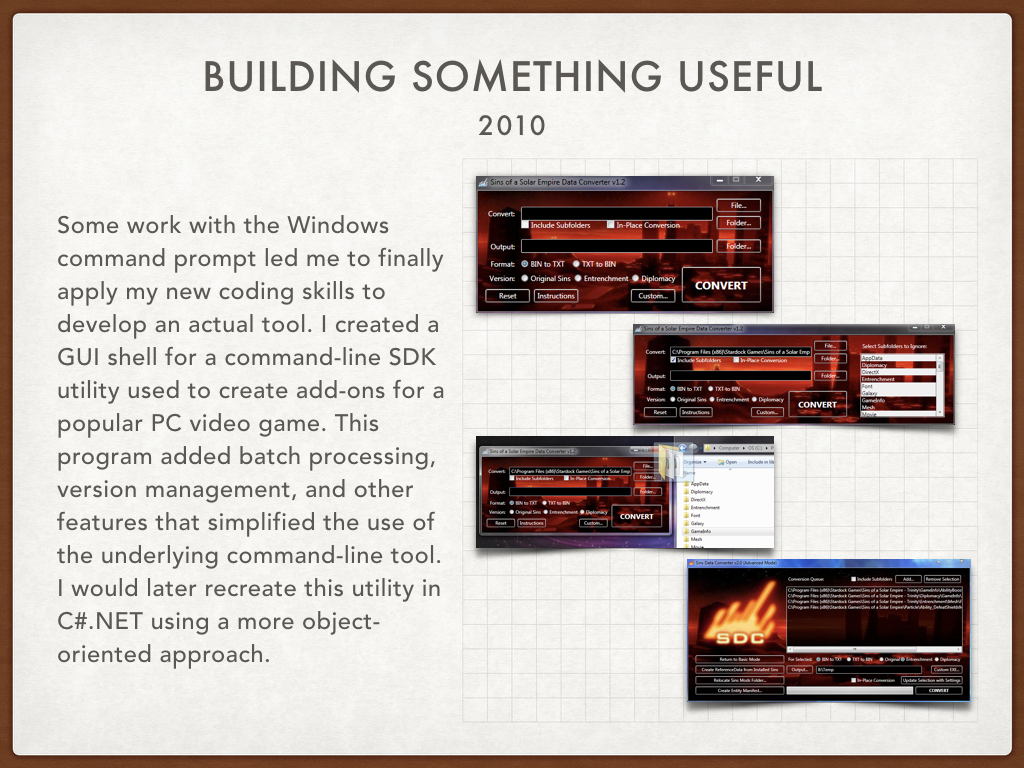 BUILDING SOMETHING USEFUL
2010
Some work with the Windows
command prompt led me to finally
apply my new coding skills to
develop an actual tool. I created a
GUI shell for a command-line SDK
utility used to create add-ons for a
popular PC video game. This
program added batch processing,
version management, and other
features that simplified the use of
the underlying command-line tool.
I would later recreate this utility in
C#.NET using a more object-
oriented approach.
Sins of a Solar Empire Data Converter v1.2
Convert: File...
Include Subfolders In-Place Conversion Folder...
Output: Folder...
Format: BIN to TXT TXT to BIN
Version: Original Sins Entrenchment Diplomacy
CONVERT
Reset Instructions Custom...
Sins of a Solar Empire Data Converter v1.2
Convert: C:\Program Files (x86)\Stardock Games\Sins of a Solar Emp File...
Include Subfolders In-Place Conversion Folder...
Output: Folder...
Format: BIN to TXT TXT to BIN
Version: Original Sins Entrenchment Diplomacy
CONVERT
Reset Instructions Custom...
Select Subfolders to Ignore:
AppData
Diplomacy
DirectX
Entrenchment
Font
Galaxy
GameInfo
Mesh
Movie
Sins of a Solar Empire Data Converter v1.2
Convert: C:\Program Files (x86)\Stardock Games\Sins of a Solar Emp File...
Include Subfolders In-Place Conversion Folder...
Output: Folder...
Format: BIN to TXT TXT to BIN
Version: Original Sins Entrenchment Diplomacy
CONVERT
Reset Instructions Custom...
Computer OS (C:)
Organize Open Include in li
Name
AppData
Diplomacy
DirectX
Entrenchment
Font
Galaxy
GameInfo
Mesh
Movie
Sins Data Converter v2.0 (Advanced Mode)
SDC
Conversion Queue: Include Subfolders Add... Remove Selection
C:\Program Files (x86)\Stardock Games\Sins of a Solar Empire - Trinity\GameInfo\
C:\Program Files (x86)\Stardock Games\Sins of a Solar Empire - Trinity\Diplomacy\GameInfo
C:\Program Files (x86)\Stardock Games\Sins of a Solar Empire - Trinity\Entrenchment\Mesh\
C:\Program Files (x86)\Stardock Games\Sins of a Solar Empire\Particle\
Return to Basic Mode
For Selected: BIN to TXT TXT to BIN Original Entrenchment Diplomacy
Create ReferenceData from Installed Sins
Output... B:\Temp Custom EXE...
Relocate Sins Mods Folder...
In-Place Conversion Update Selection with Settings
Create Entity Manifest...
CONVERT